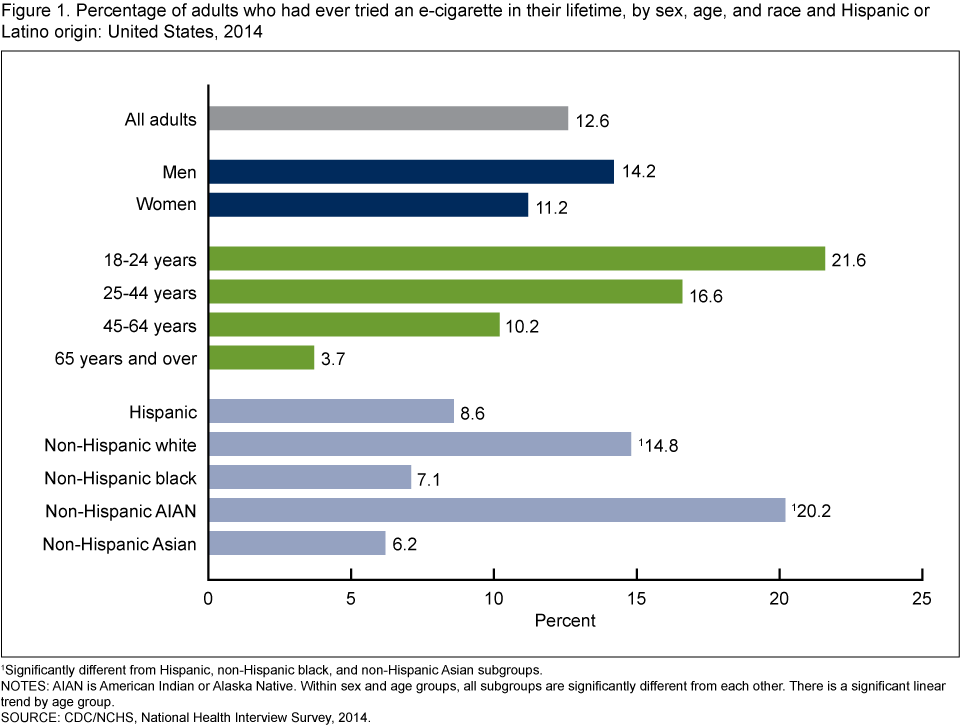 Figure 1. Percentage of adults who had ever tried an e-cigarette in their lifetime, by sex, age, and race and Hispanic or
Latino origin: United States, 2014
All adults 12.6
Men 14.2
Women 11.2
18-24 years 21.6
25-44 years 16.6
45-64 years 10.2
65 years and over 3.7
Hispanic 8.6
Non-Hispanic white ¹14.8
Non-Hispanic black 7.1
Non-Hispanic AIAN ¹20.2
Non-Hispanic Asian 6.2
0 5 10 15 20 25
Percent
¹Significantly different from Hispanic, non-Hispanic black, and non-Hispanic Asian subgroups.
NOTES: AIAN is American Indian or Alaska Native. Within sex and age groups, all subgroups are significantly different from each other. There is a significant linear
trend by age group.
SOURCE: CDC/NCHS, National Health Interview Survey, 2014.